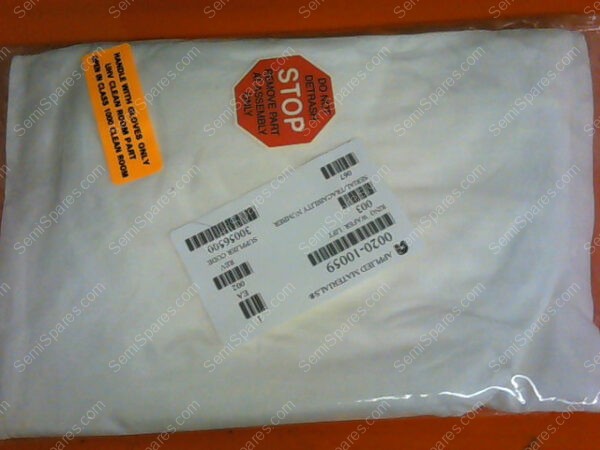 HANDLE WITH GLOVES ONLY
UHV CLEAN ROOM PART
OPEN IN CLASS 1000 CLEAN ROOM
DO NOT
DETRASH
STOP
REMOVE PART
AT ASSEMBLY
ONLY
APPLIED MATERIALS®
0020-10059
RING WAFER LIFT
003
SERIAL/TRACABILITY NUMBER
067
1
EA
002
REV
SUPPLIER CODE:
30056500
SemiSpares.com